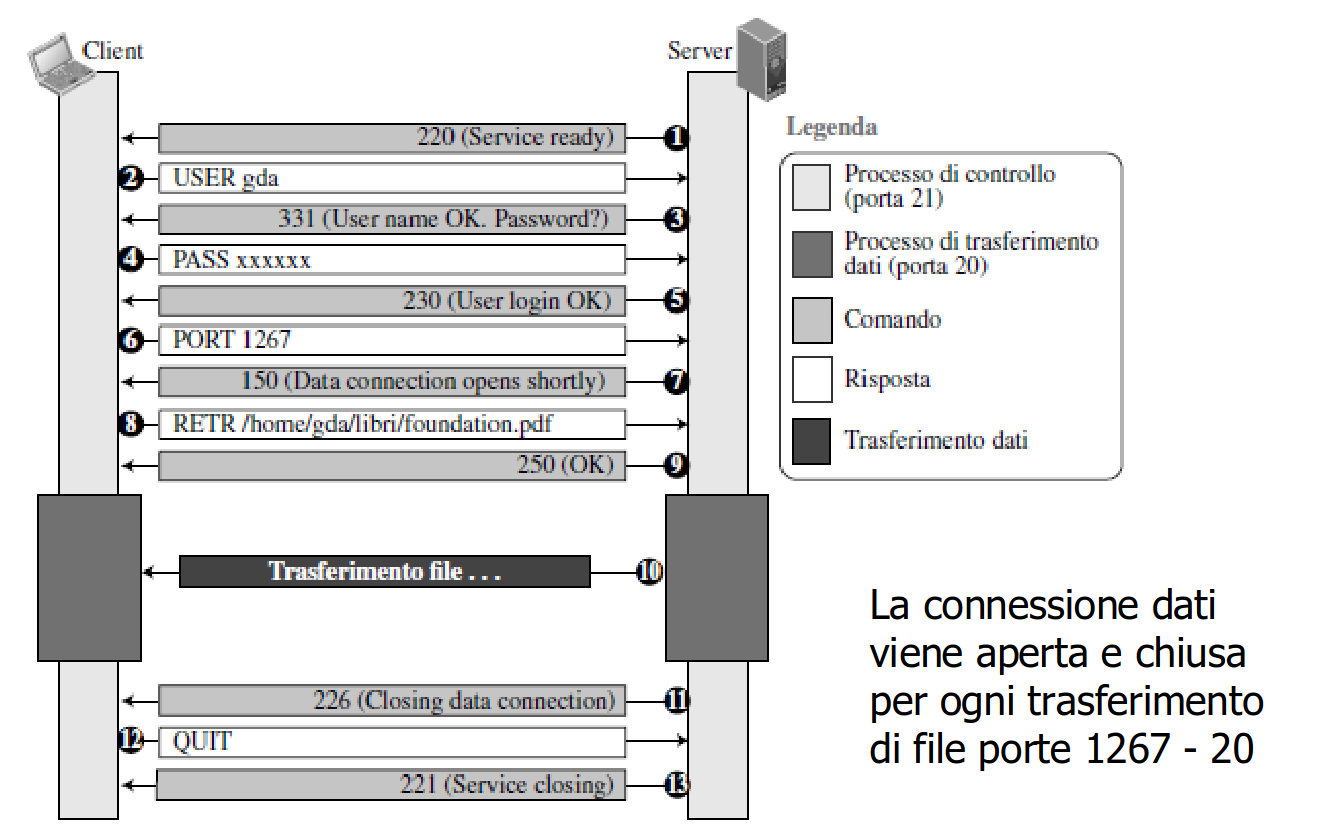 Client
Server
220 (Service ready)
1
2
USER gda
331 (User name OK. Password?)
3
4
PASS xxxxxx
230 (User login OK)
5
6
PORT 1267
150 (Data connection opens shortly)
7
8
RETR /home/gda/libri/foundation.pdf
250 (OK)
9
Trasferimento file . . .
10
226 (Closing data connection)
11
12
QUIT
221 (Service closing)
13
Legenda
Processo di controllo
(porta 21)
Processo di trasferimento
dati (porta 20)
Comando
Risposta
Trasferimento dati
La connessione dati
viene aperta e chiusa
per ogni trasferimento
di file porte 1267 - 20